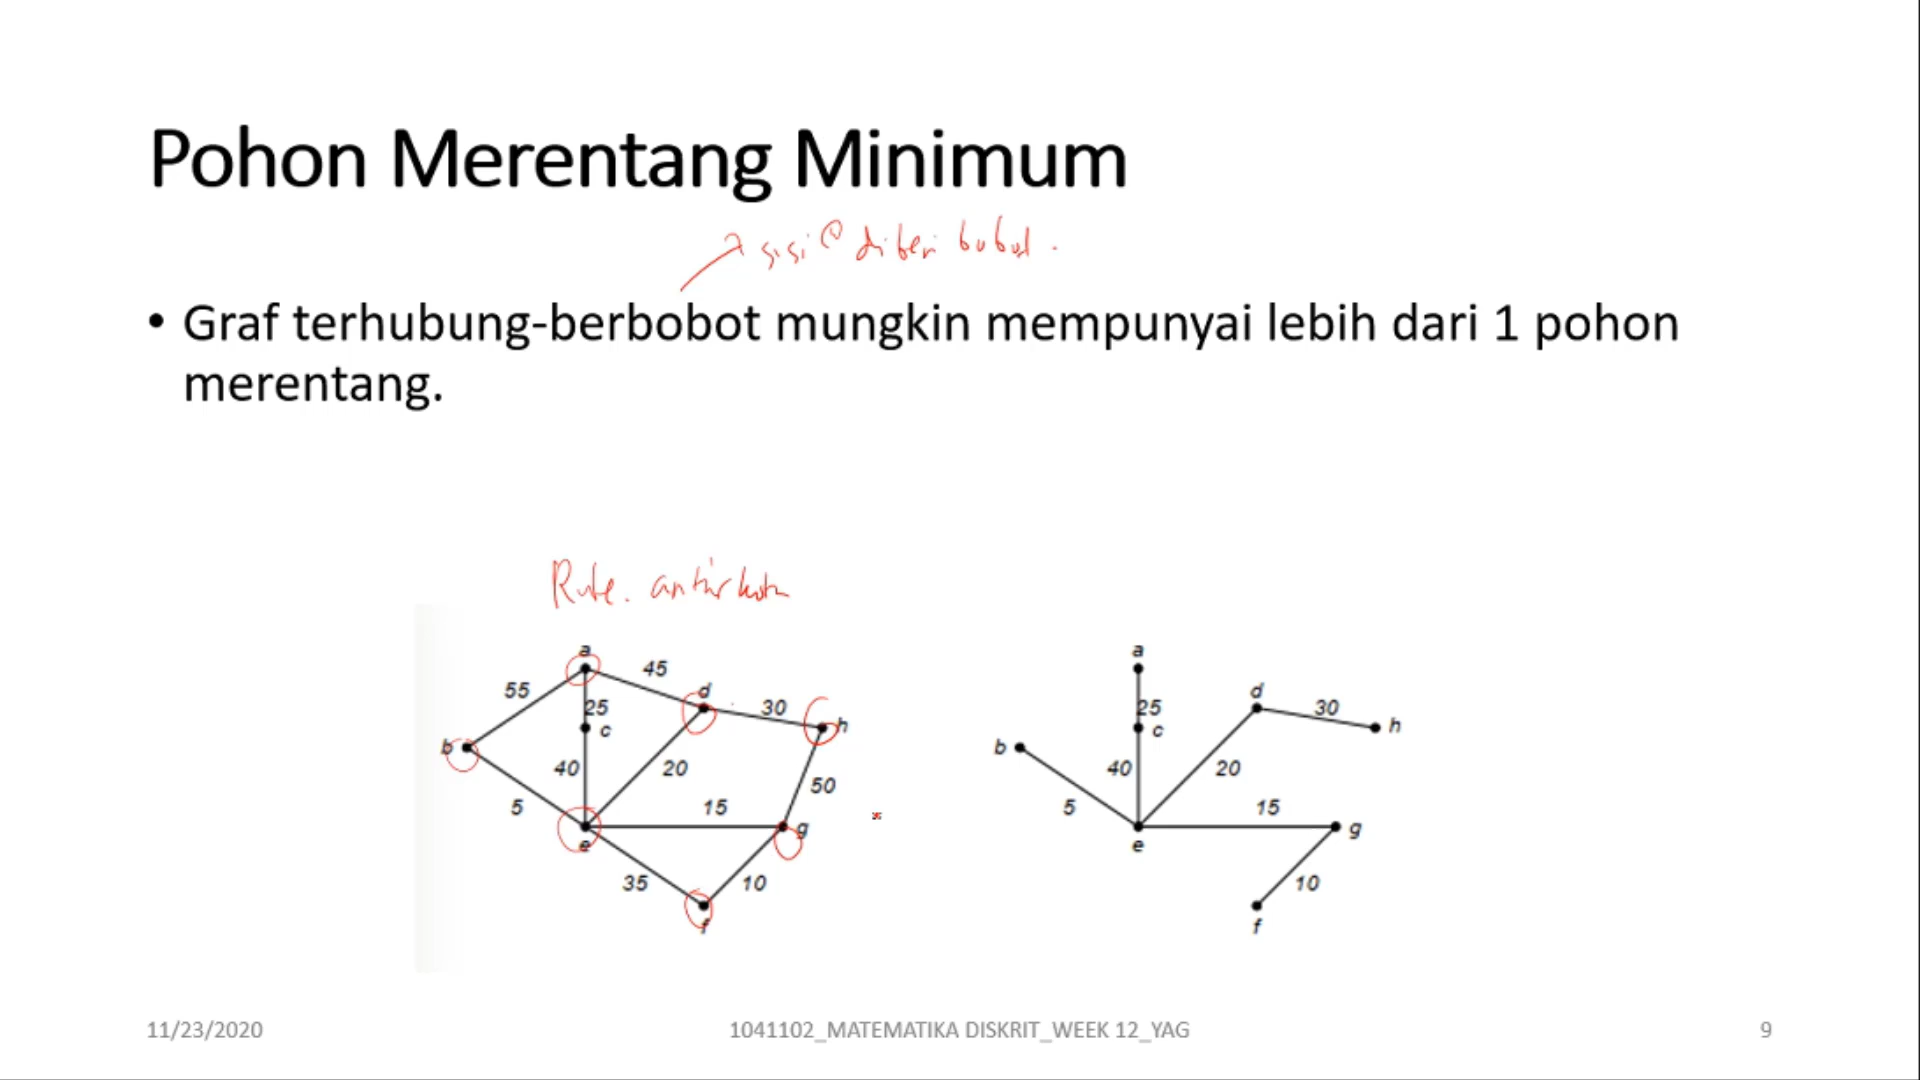 Pohon Merentang Minimum
sisi @ diberi bobot.
• Graf terhubung-berbobot mungkin mempunyai lebih dari 1 pohon
merentang.
Rute. antar kota
a
45
55
d
25
30
h
c
b
40
20
50
5
15
g
e
35
10
f
a
d
25
30
h
c
b
40
20
5
15
g
e
10
f
11/23/2020
1041102_MATEMATIKA DISKRIT_WEEK 12_YAG
9